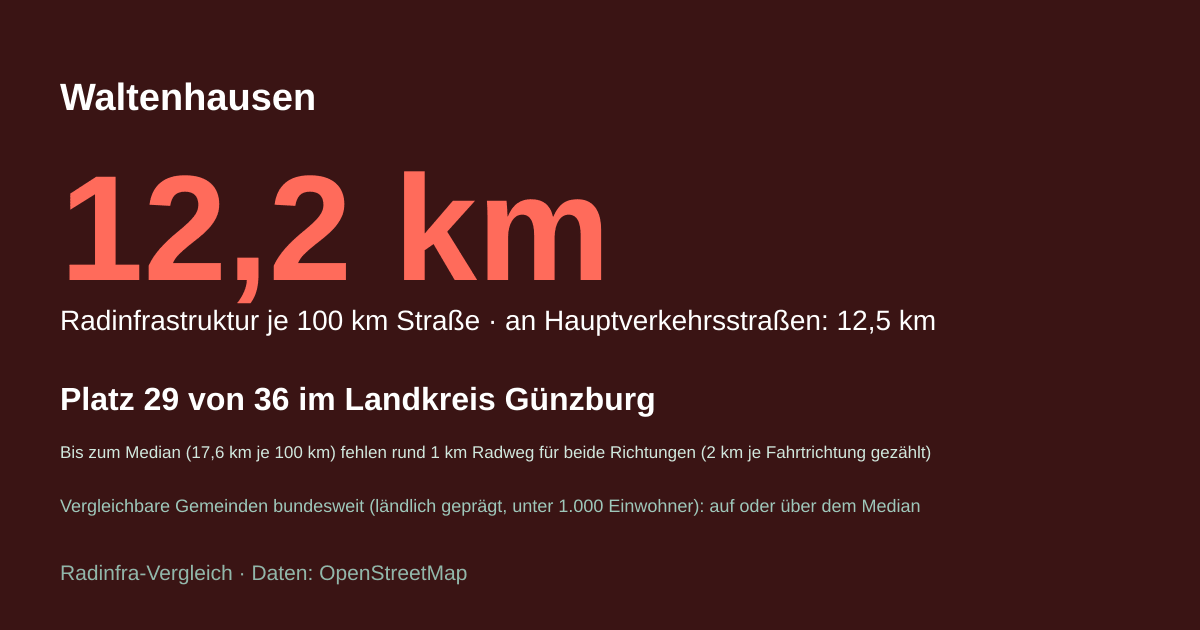 Waltenhausen
12,2 km
Radinfrastruktur je 100 km Straße · an Hauptverkehrsstraßen: 12,5 km
Platz 29 von 36 im Landkreis Günzburg
Bis zum Median (17,6 km je 100 km) fehlen rund 1 km Radweg für beide Richtungen (2 km je Fahrtrichtung gezählt)
Vergleichbare Gemeinden bundesweit (ländlich geprägt, unter 1.000 Einwohner): auf oder über dem Median
Radinfra-Vergleich · Daten: OpenStreetMap